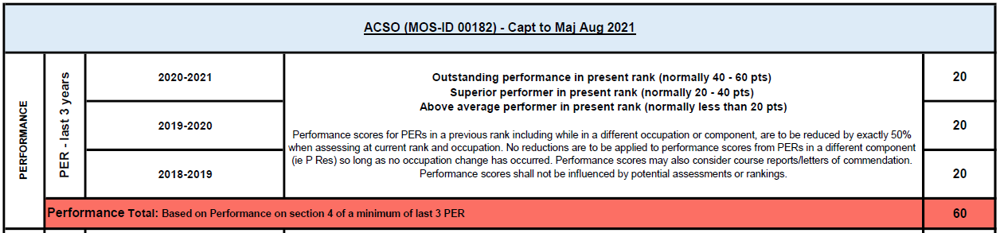 ACSO (MOS-ID 00182) - Capt to Maj Aug 2021
PERFORMANCE
PER - last 3 years
2020-2021
2019-2020
2018-2019
Outstanding performance in present rank (normally 40 - 60 pts)
Superior performer in present rank (normally 20 - 40 pts)
Above average performer in present rank (normally less than 20 pts)
Performance scores for PERs in a previous rank including while in a different occupation or component, are to be reduced by exactly 50%
when assessing at current rank and occupation. No reductions are to be applied to performance scores from PERs in a different component
(ie P Res) so long as no occupation change has occurred. Performance scores may also consider course reports/letters of commendation.
Performance scores shall not be influenced by potential assessments or rankings.
20
20
20
Performance Total: Based on Performance on section 4 of a minimum of last 3 PER
60